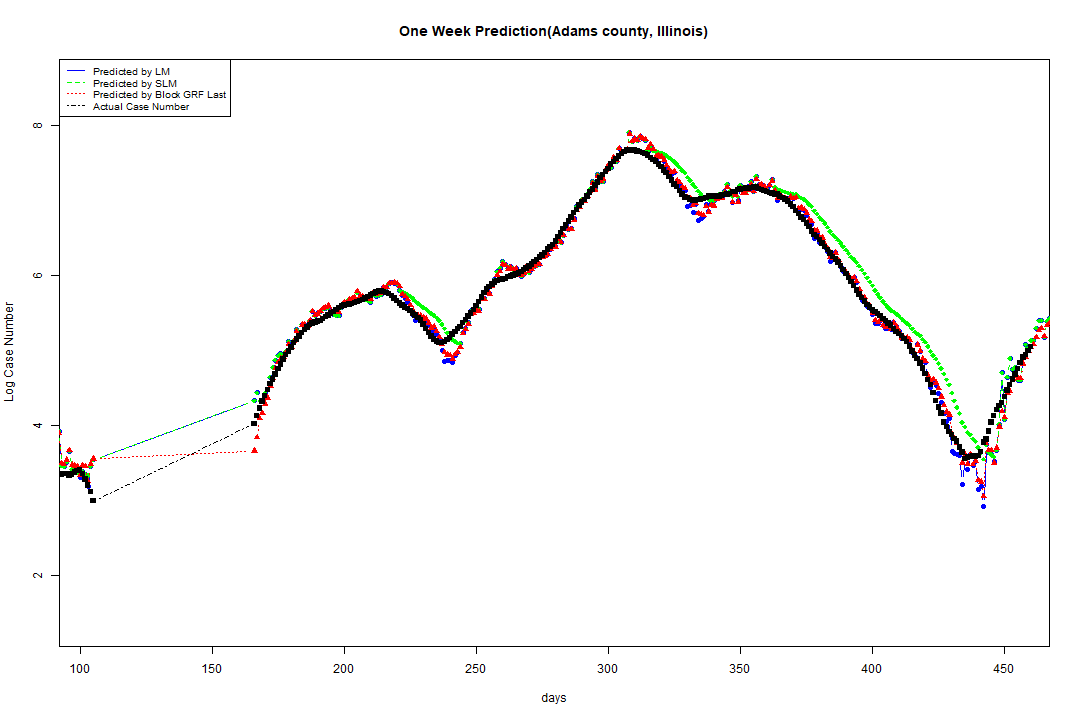 One Week Prediction(Adams county, Illinois)
Predicted by LM
Predicted by SLM
Predicted by Block GRF Last
Actual Case Number
8
6
4
2
Log Case Number
100 150 200 250 300 350 400 450
days